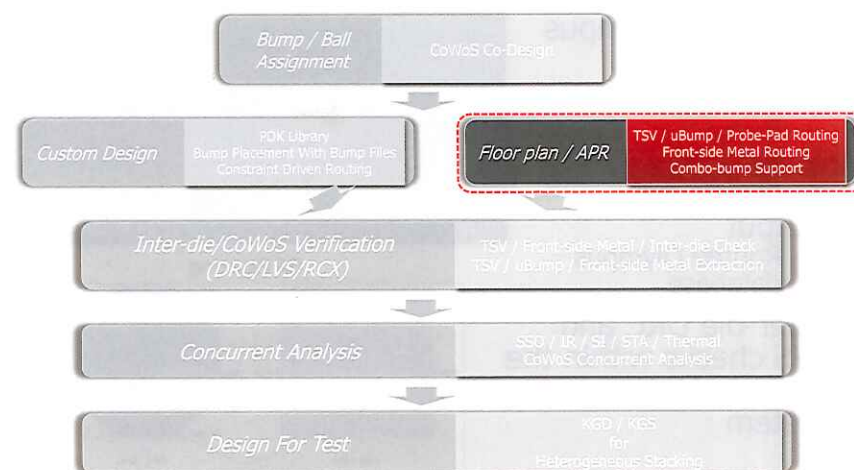 Bump / Ball
Assignment
CoWoS Co-Design
Custom Design
PDK Library
Bump Placement With Bump Files
Constraint Driven Routing
Floor plan / APR
TSV / uBump / Probe-Pad Routing
Front-side Metal Routing
Combo-bump Support
Inter-die/CoWoS Verification
(DRC/LVS/RCX)
TSV / Front-side Metal / Inter-die Check
TSV / uBump / Front-side Metal Extraction
Concurrent Analysis
SSO / IR / SI / STA / Thermal
CoWoS Concurrent Analysis
Design For Test
KGD / KGS
for
Heterogeneous Stacking